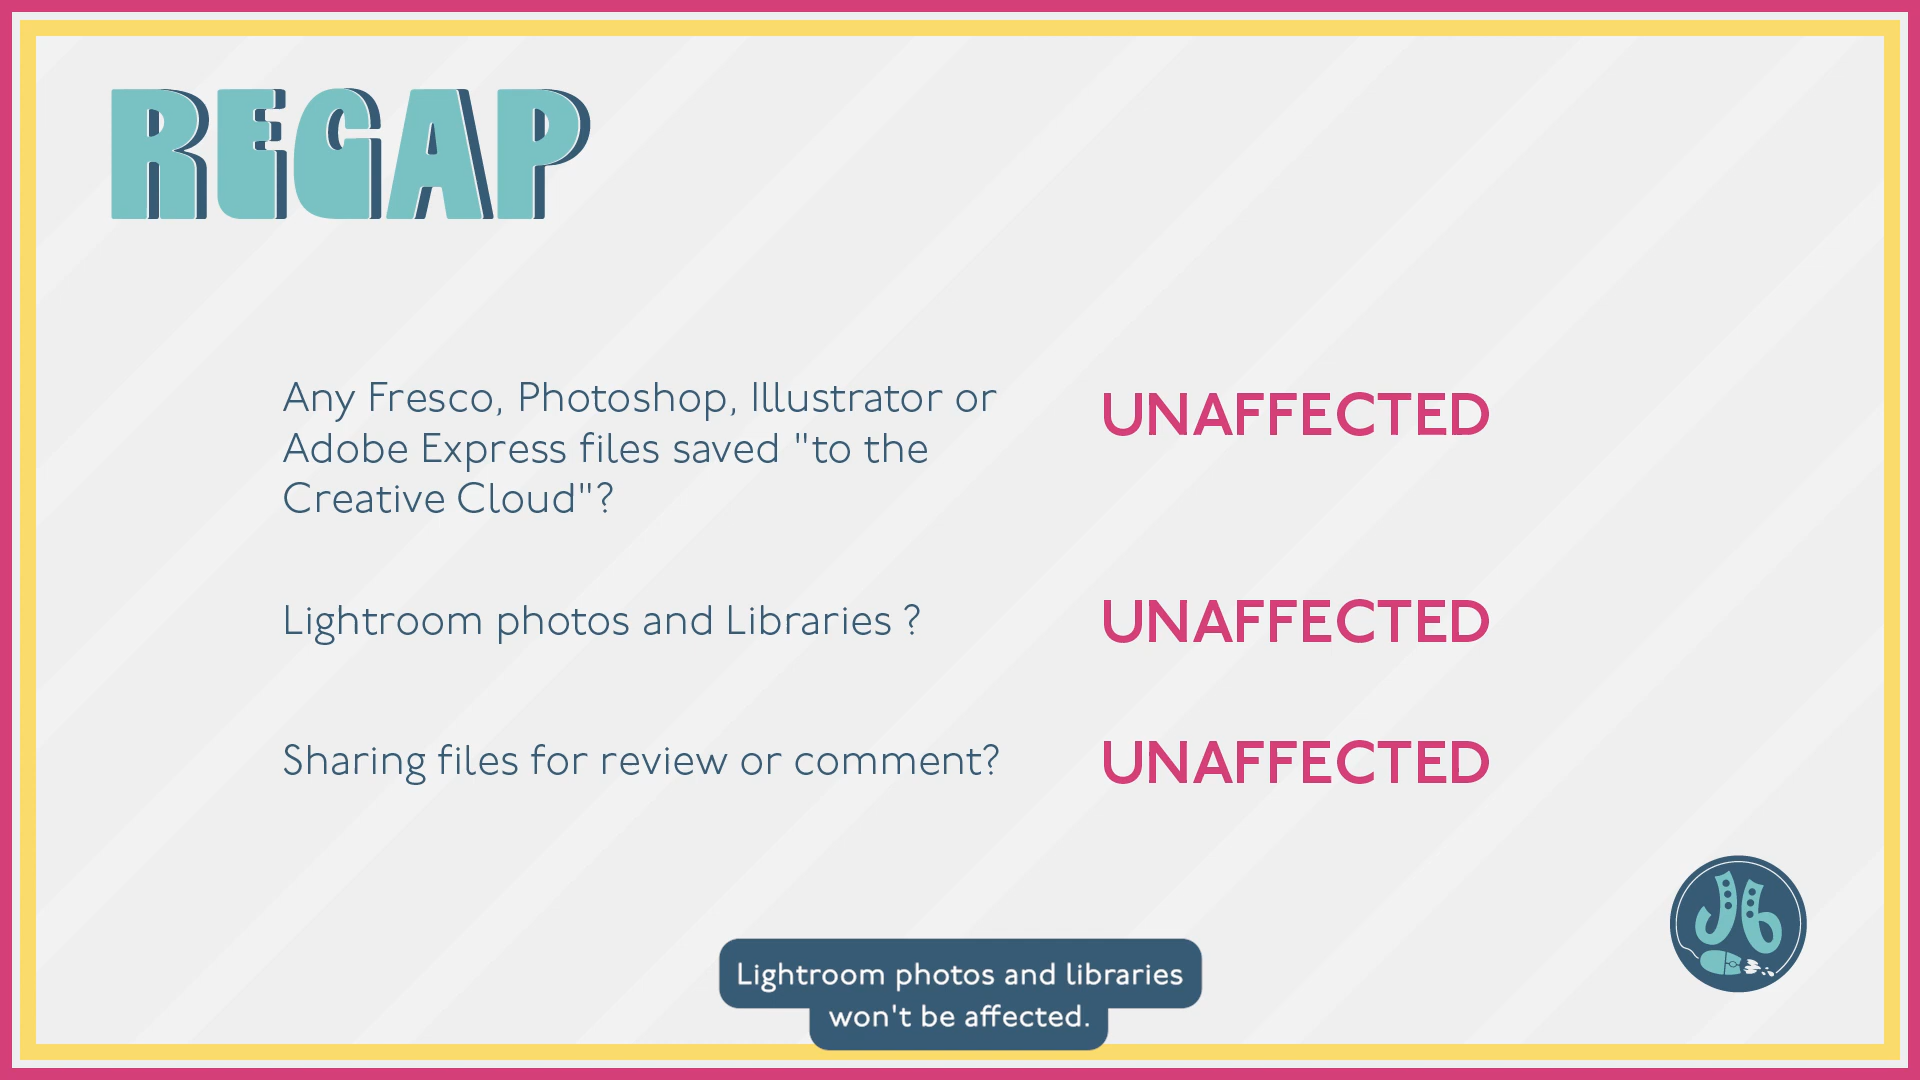 RECAP
Any Fresco, Photoshop, Illustrator or
Adobe Express files saved "to the
Creative Cloud"?
UNAFFECTED
Lightroom photos and Libraries ?
UNAFFECTED
Sharing files for review or comment?
UNAFFECTED
Jb
Lightroom photos and libraries
won't be affected.